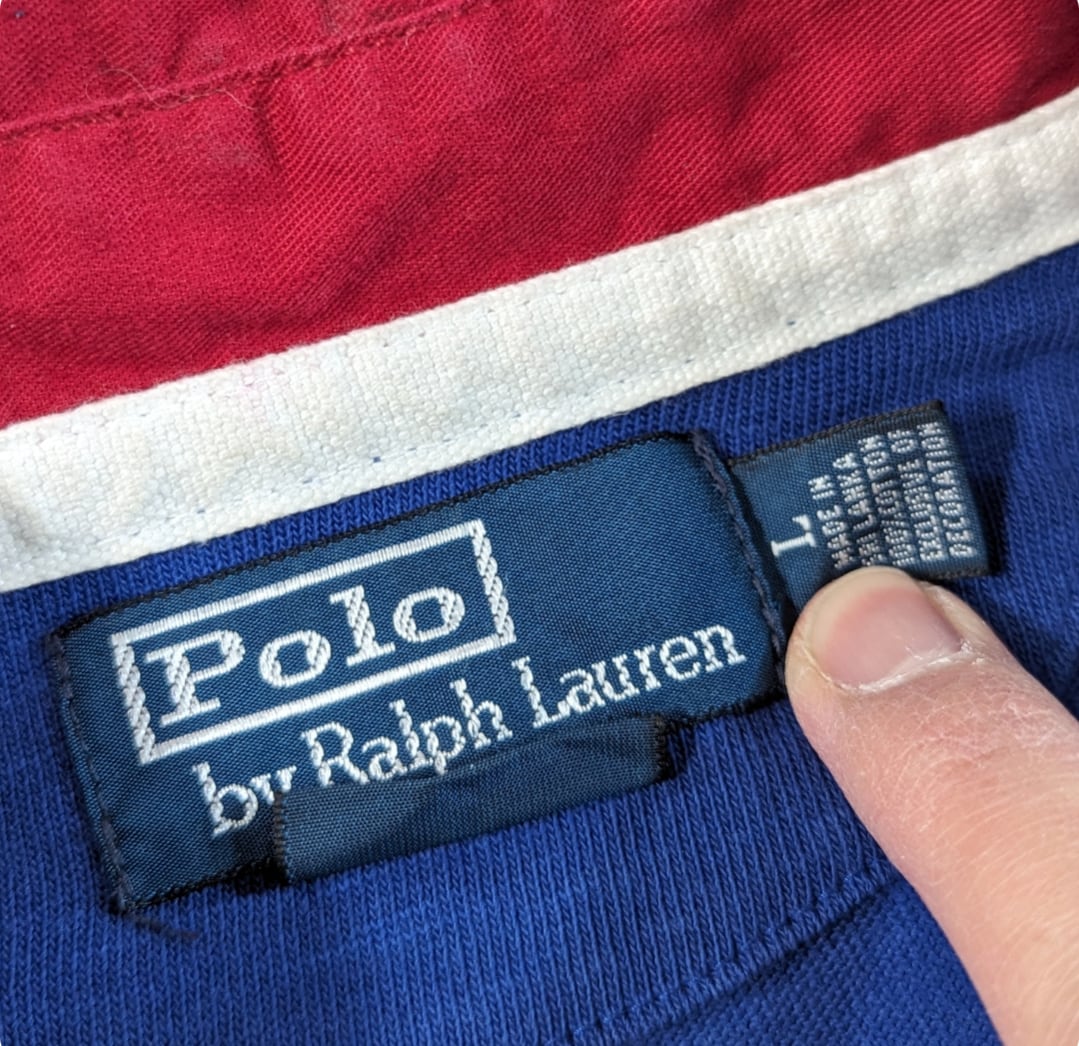 Polo
by Ralph Lauren
L
MADE IN
SRI LANKA
100% COTTON
EXCLUSIVE OF
DECORATION